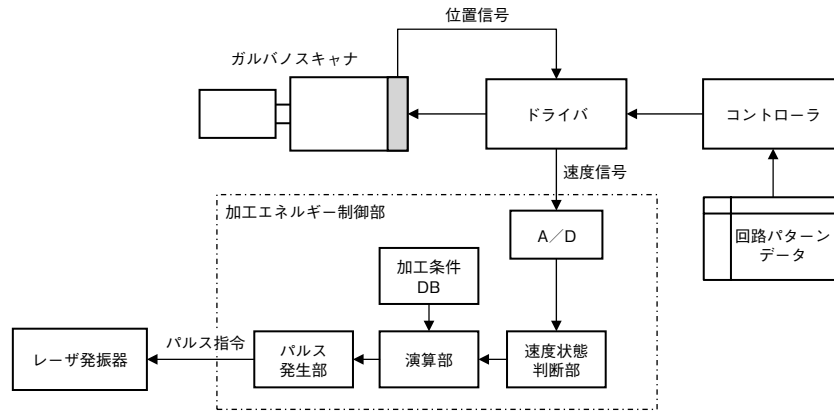 位置信号
ガルバノスキャナ
ドライバ
コントローラ
速度信号
加工エネルギー制御部
A／D
回路パターン
データ
加工条件
DB
パルス指令
レーザ発振器
パルス
発生部
演算部
速度状態
判断部